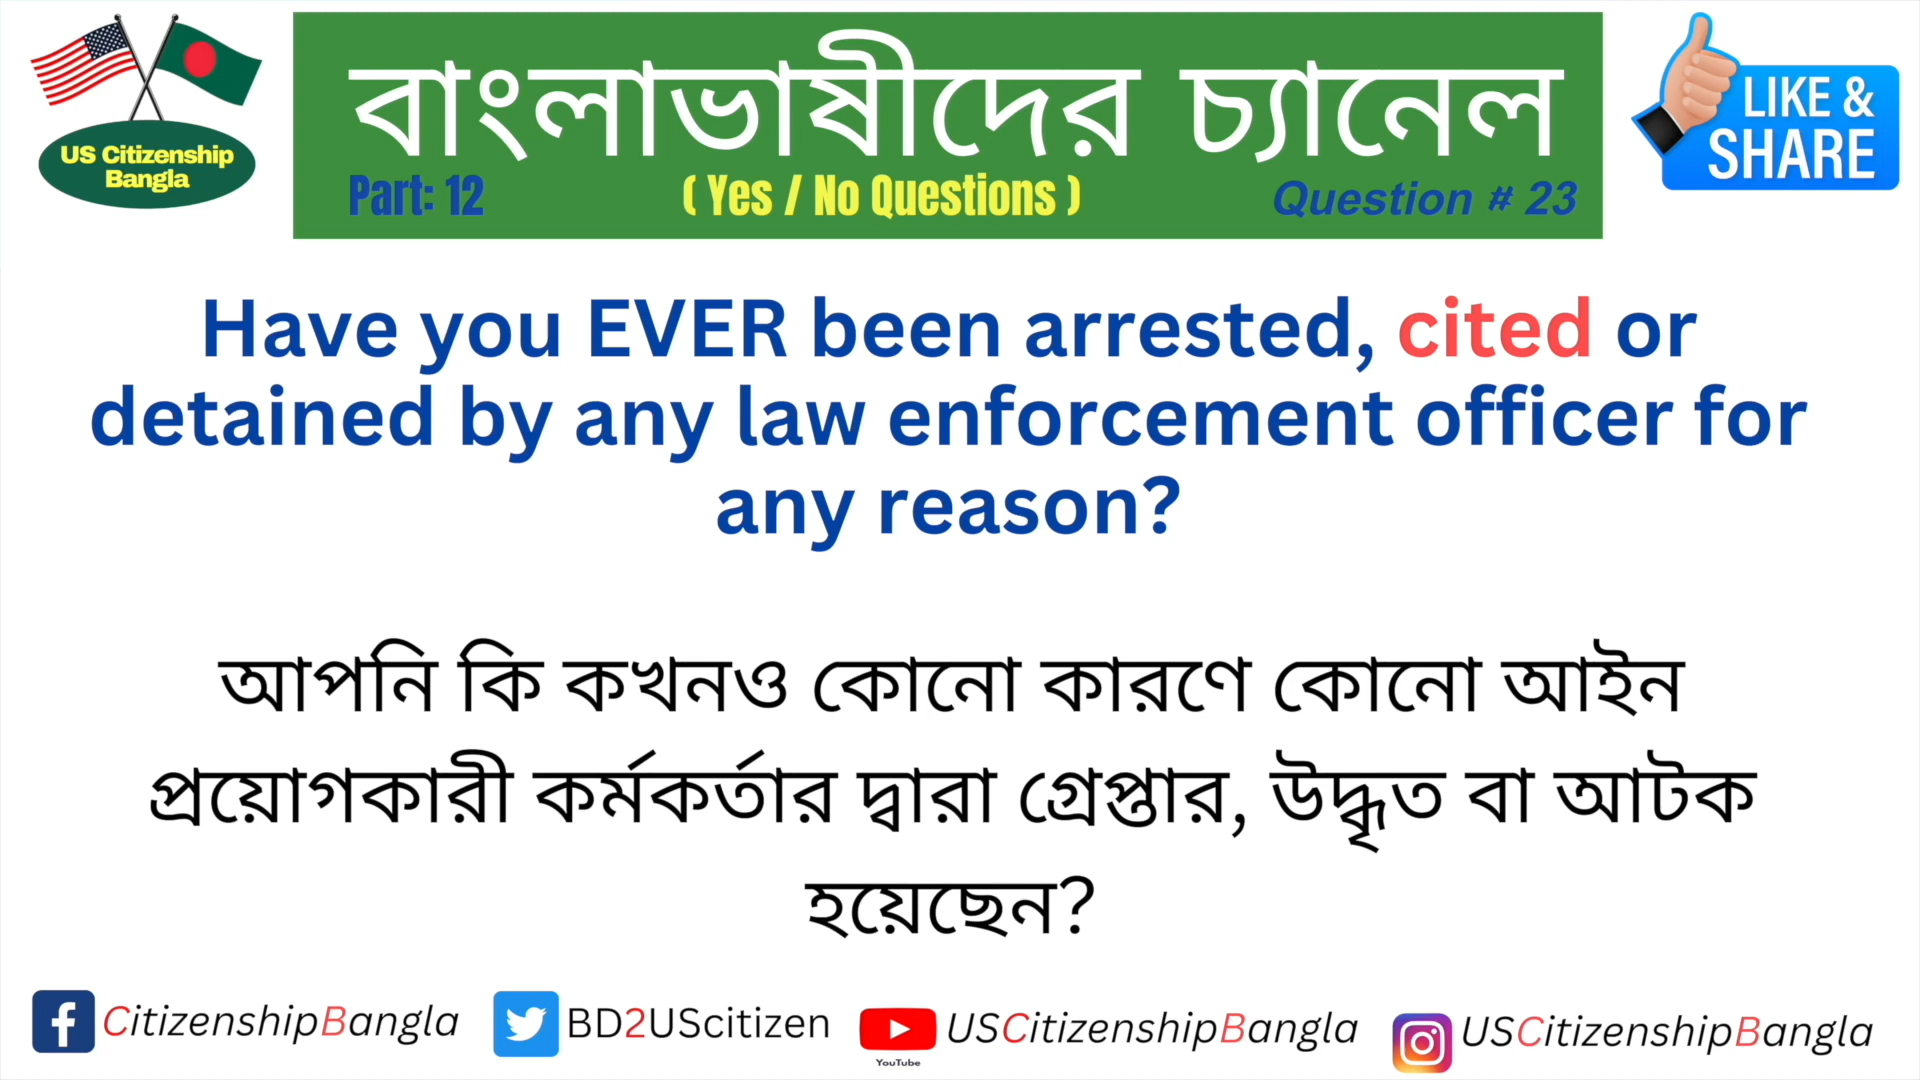 US Citizenship
Bangla
বাংলাভাষীদের চ্যানেল
Part: 12
( Yes / No Questions )
Question # 23
LIKE &
SHARE
Have you EVER been arrested, cited or
detained by any law enforcement officer for
any reason?
আপনি কি কখনও কোনো কারণে কোনো আইন
প্রয়োগকারী কর্মকর্তার দ্বারা গ্রেপ্তার, উদ্ধৃত বা আটক
হয়েছেন?
CitizenshipBangla
BD2UScitizen
YouTube
USCitizenshipBangla
USCitizenshipBangla